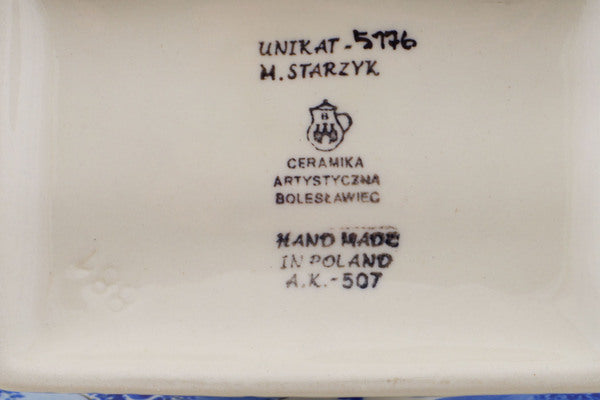 UNIKAT-5776
M. STARZYK
B
CERAMIKA
ARTYSTYCZNA
BOLESŁAWIEC
HAND MADE
IN POLAND
A.K.-507